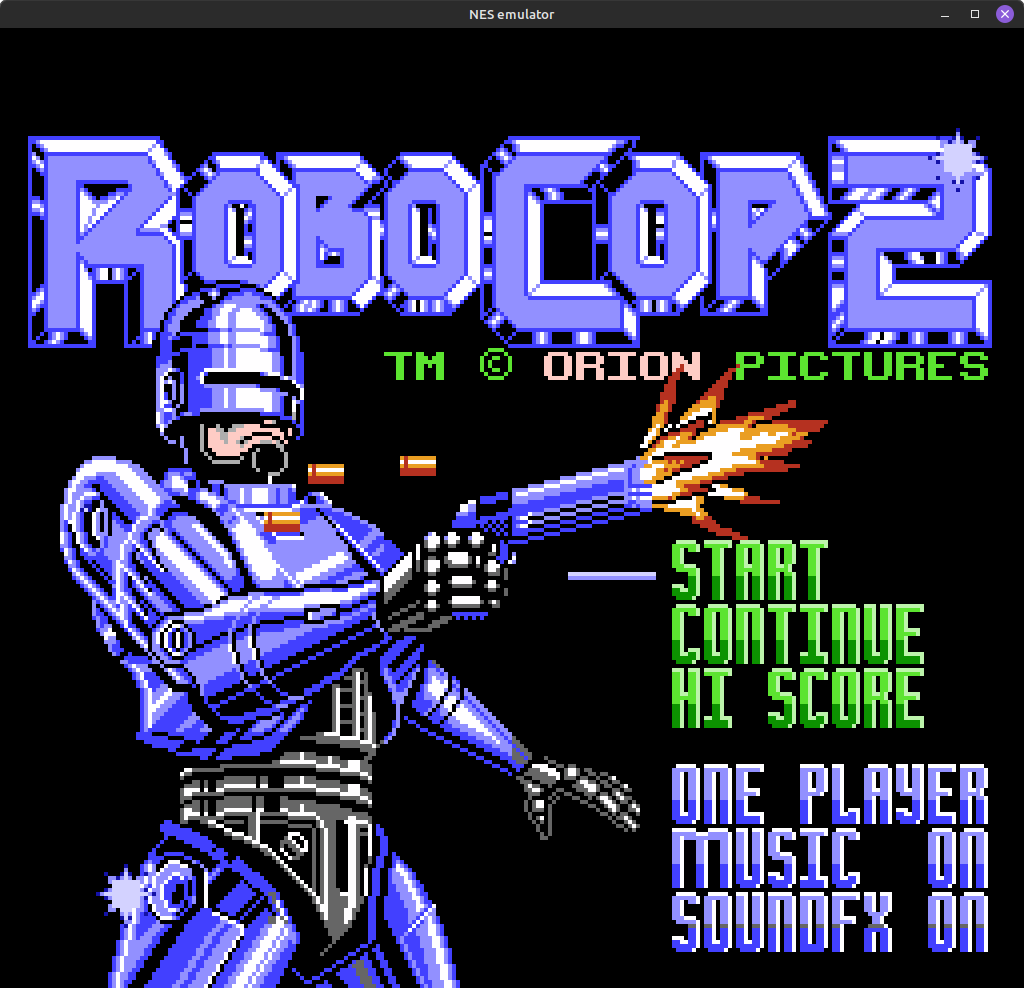 NES emulator
ROBOCOP 2
TM © ORION PICTURES
START
CONTINUE
HI SCORE
ONE PLAYER
MUSIC ON
SOUNDFX ON